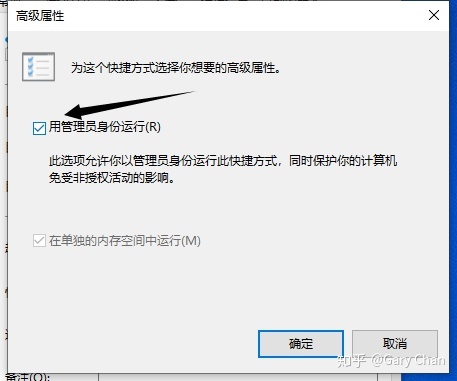 高级属性
为这个快捷方式选择你想要的高级属性。
用管理员身份运行(R)
此选项允许你以管理员身份运行此快捷方式，同时保护你的计算机
免受非授权活动的影响。
在单独的内存空间中运行(M)
确定
取消
知乎 @Gary Chan
备注(O):